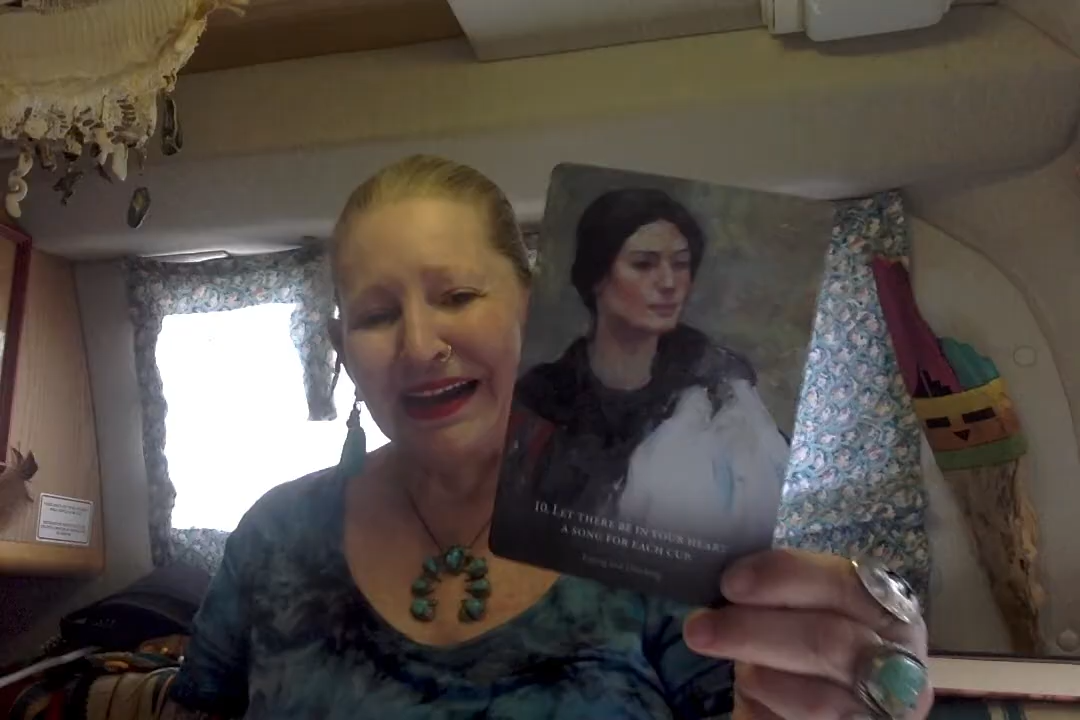 10. LET THERE BE IN YOUR HEART
A SONG FOR EACH CUP.
Eating and Drinking